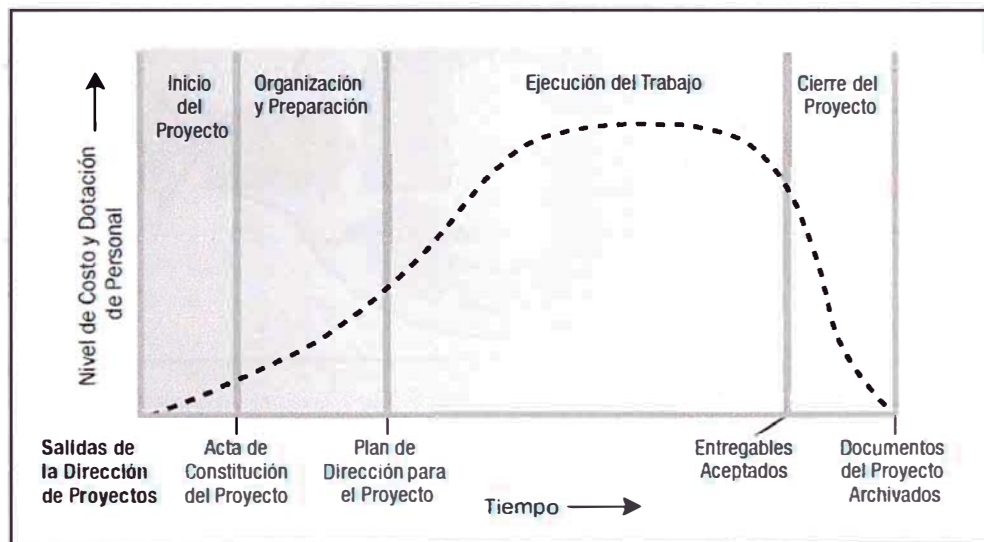 Inicio
del
Proyecto
Organización
y Preparación
Ejecución del Trabajo
Cierre del
Proyecto
Nivel de Costo y Dotación
de Personal
Salidas de
la Dirección
de Proyectos
Acta de
Constitución
del Proyecto
Plan de
Dirección para
el Proyecto
Tiempo
Entregables
Aceptados
Documentos
del Proyecto
Archivados